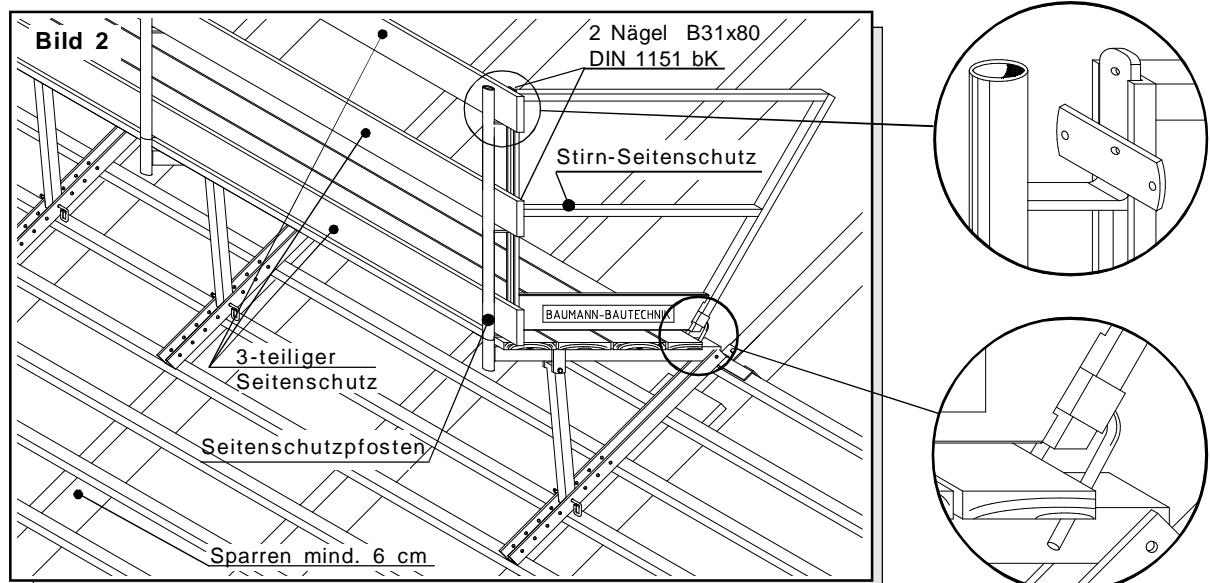 Bild 2
2 Nägel B31x80
DIN 1151 bK
Stirn-Seitenschutz
BAUMANN-BAUTECHNIK
3-teiliger
Seitenschutz
Seitenschutzpfosten
Sparren mind. 6 cm